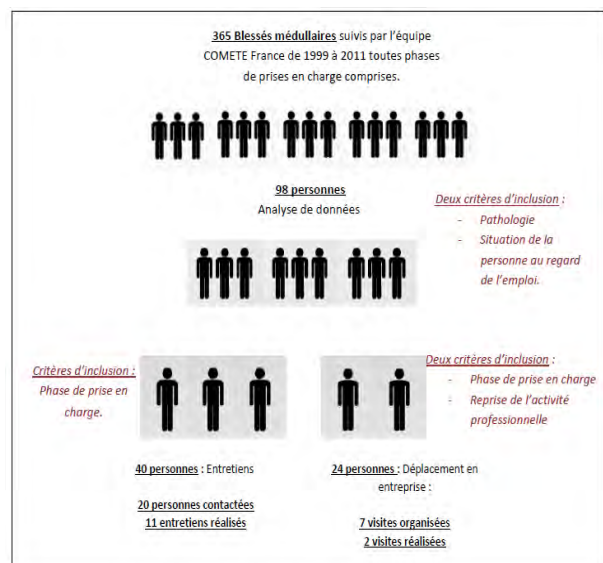 365 Blessés médullaires suivis par l'équipe
COMETE France de 1999 à 2011 toutes phases
de prises en charge comprises.
98 personnes
Analyse de données
Deux critères d'inclusion :
- Pathologie
- Situation de la
personne au regard
de l'emploi.
Critères d'inclusion :
Phase de prise en
charge.
Deux critères d'inclusion :
- Phase de prise en charge
- Reprise de l'activité
professionnelle
40 personnes : Entretiens
20 personnes contactées
11 entretiens réalisés
24 personnes : Déplacement en
entreprise :
7 visites organisées
2 visites réalisées